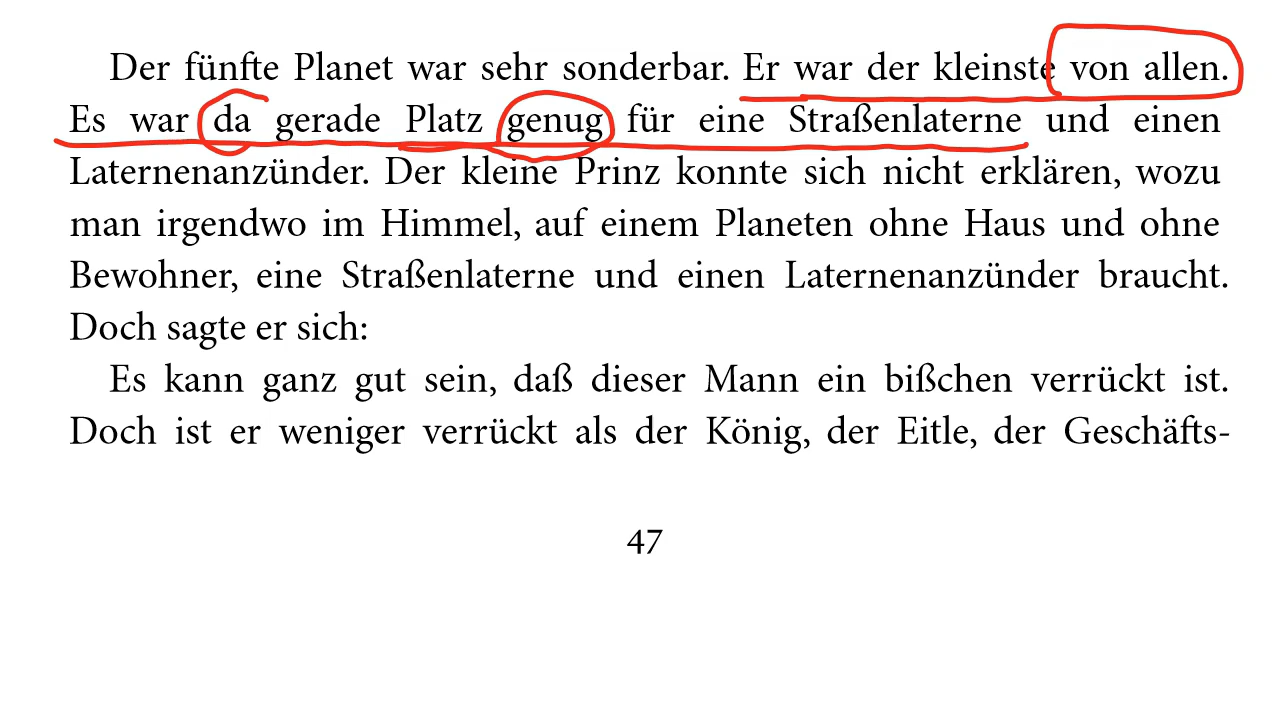 Der fünfte Planet war sehr sonderbar. Er war der kleinste von allen.
Es war da gerade Platz genug für eine Straßenlaterne und einen
Laternenanzünder. Der kleine Prinz konnte sich nicht erklären, wozu
man irgendwo im Himmel, auf einem Planeten ohne Haus und ohne
Bewohner, eine Straßenlaterne und einen Laternenanzünder braucht.
Doch sagte er sich:
Es kann ganz gut sein, daß dieser Mann ein bißchen verrückt ist.
Doch ist er weniger verrückt als der König, der Eitle, der Geschäfts-
47